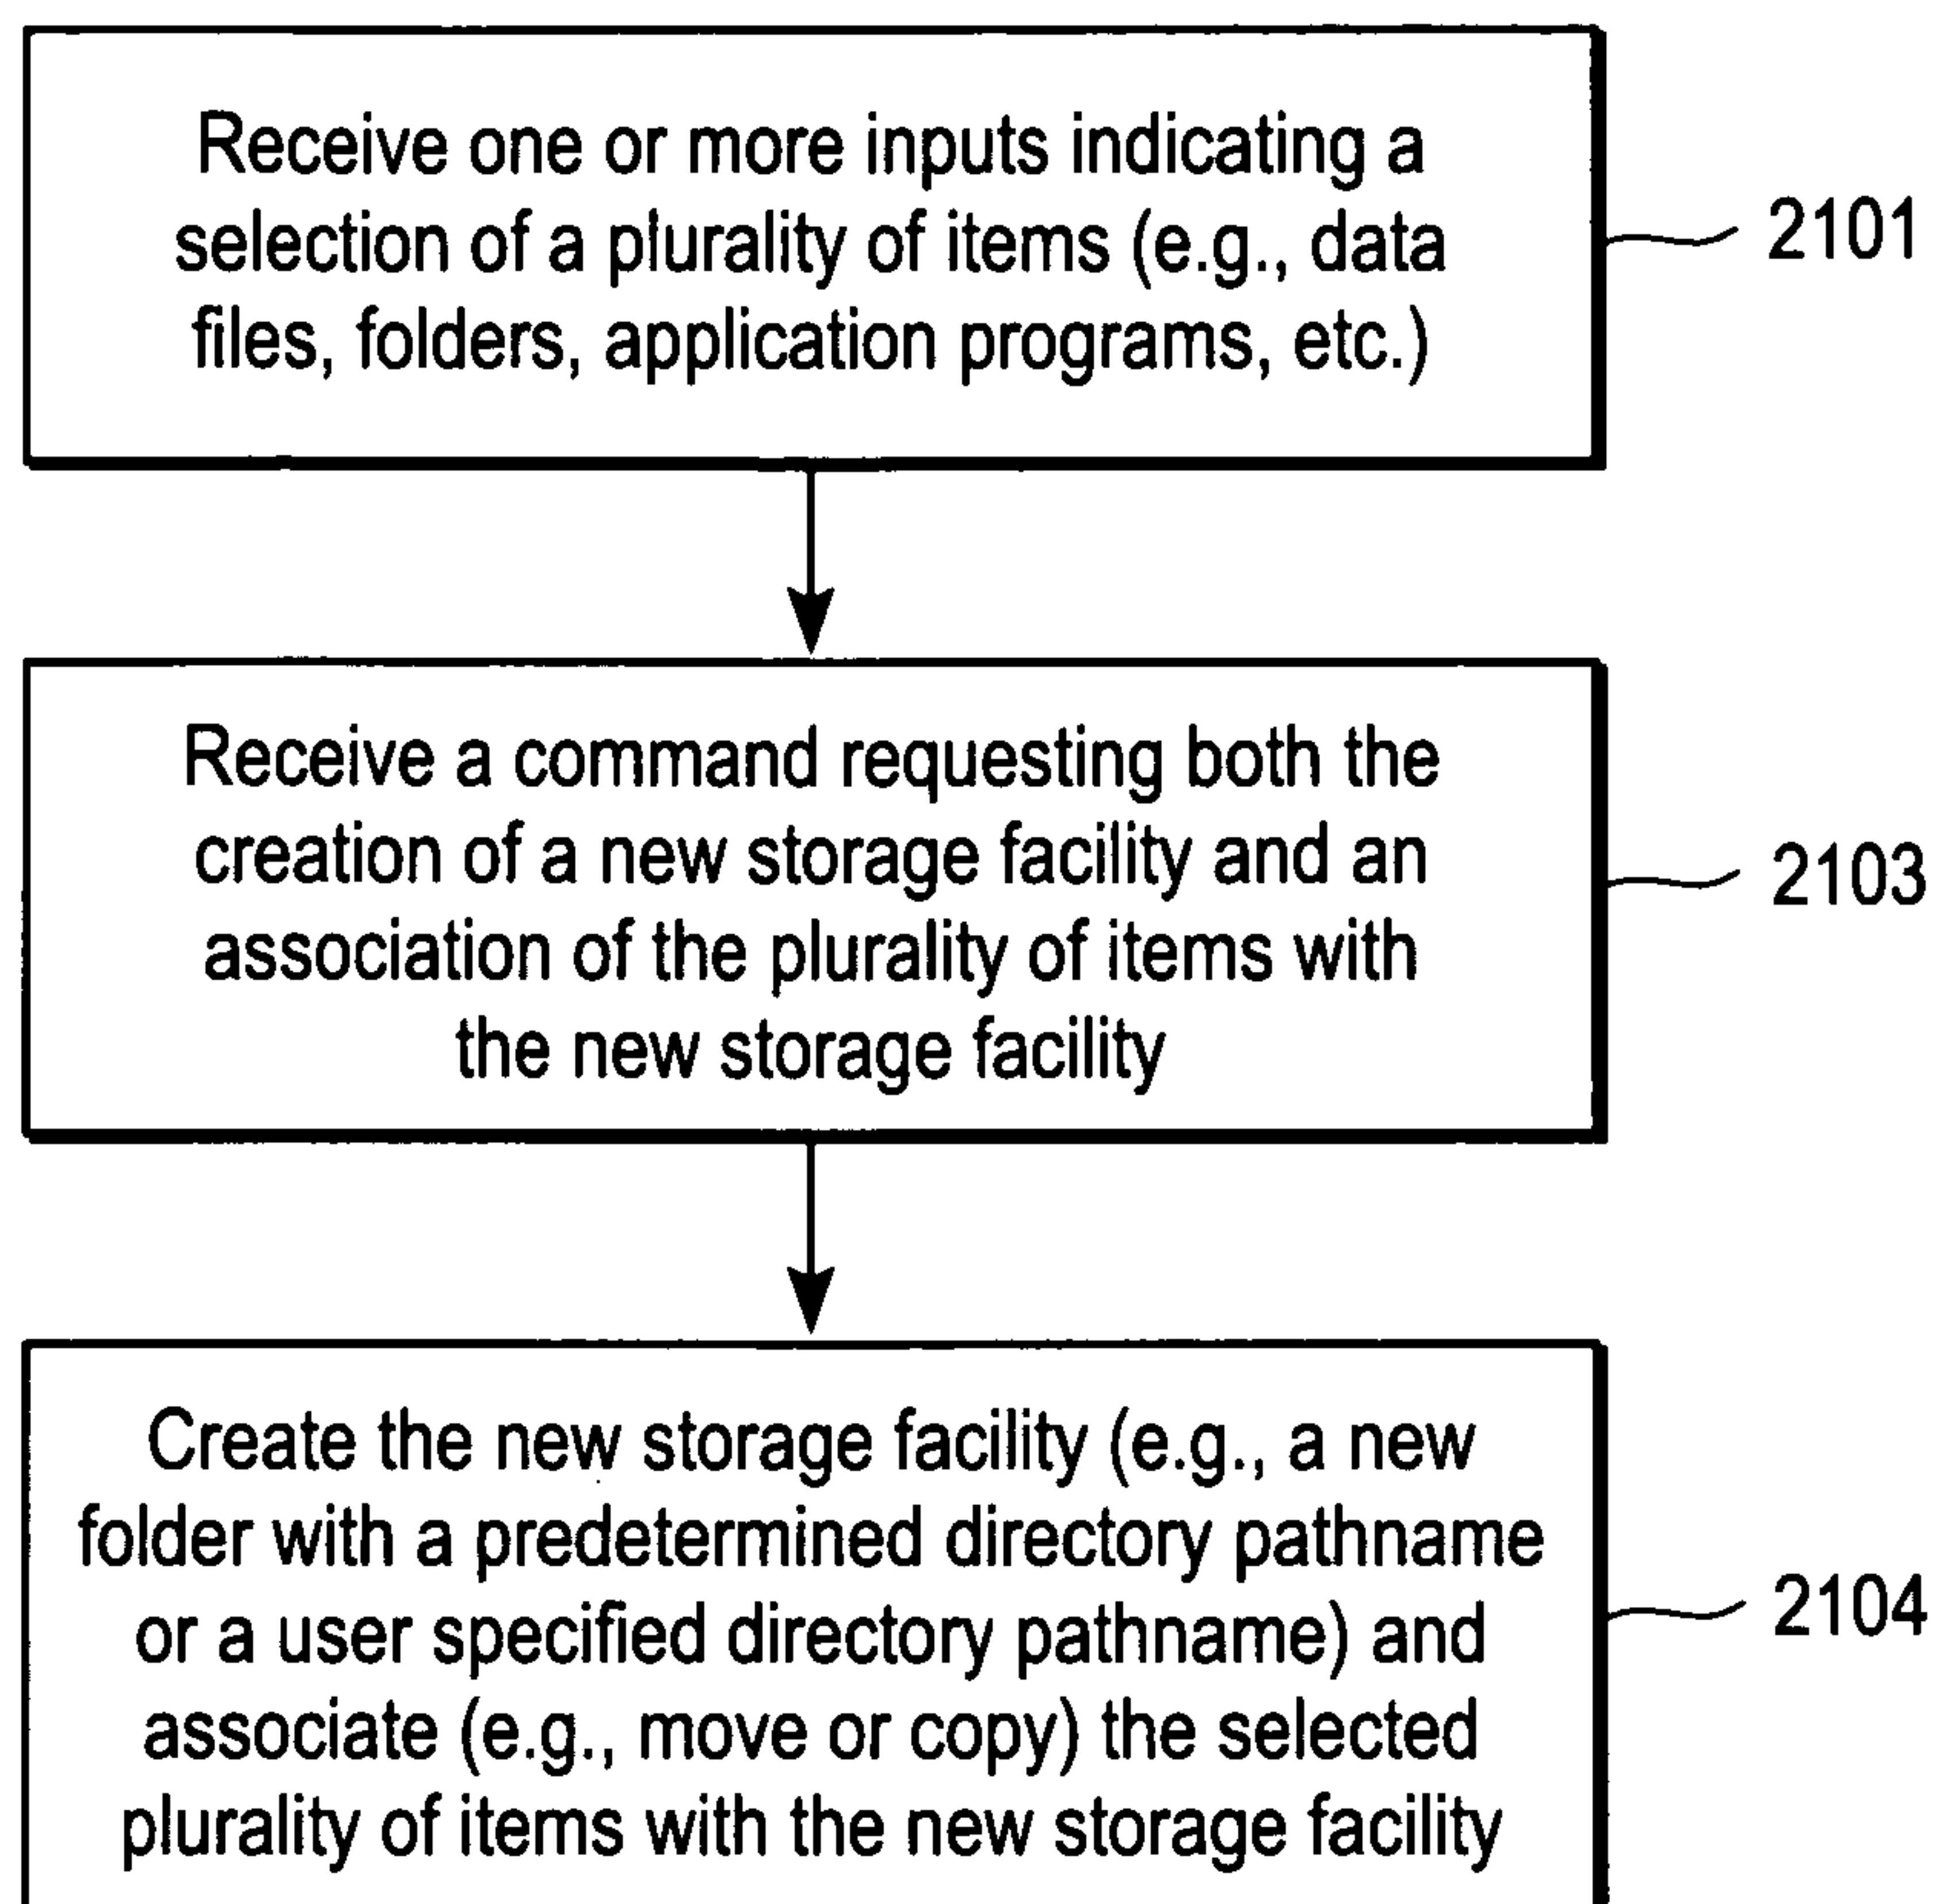 Receive one or more inputs indicating a
selection of a plurality of items (e.g., data
files, folders, application programs, etc.)
2101
Receive a command requesting both the
creation of a new storage facility and an
association of the plurality of items with
the new storage facility
2103
Create the new storage facility (e.g., a new
folder with a predetermined directory pathname
or a user specified directory pathname) and
associate (e.g., move or copy) the selected
plurality of items with the new storage facility
2104